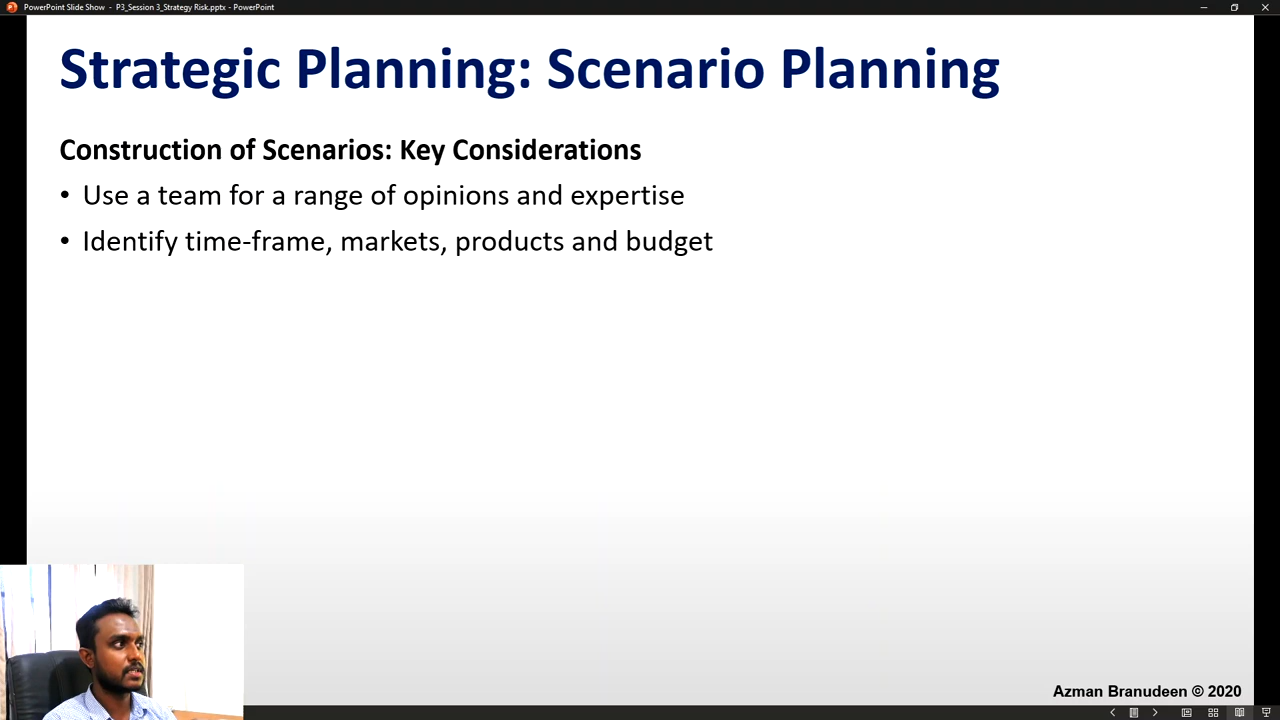 PowerPoint Slide Show - P3_Session 3_Strategy Risk.pptx - PowerPoint
Strategic Planning: Scenario Planning
Construction of Scenarios: Key Considerations
• Use a team for a range of opinions and expertise
• Identify time-frame, markets, products and budget
Azman Branudeen © 2020